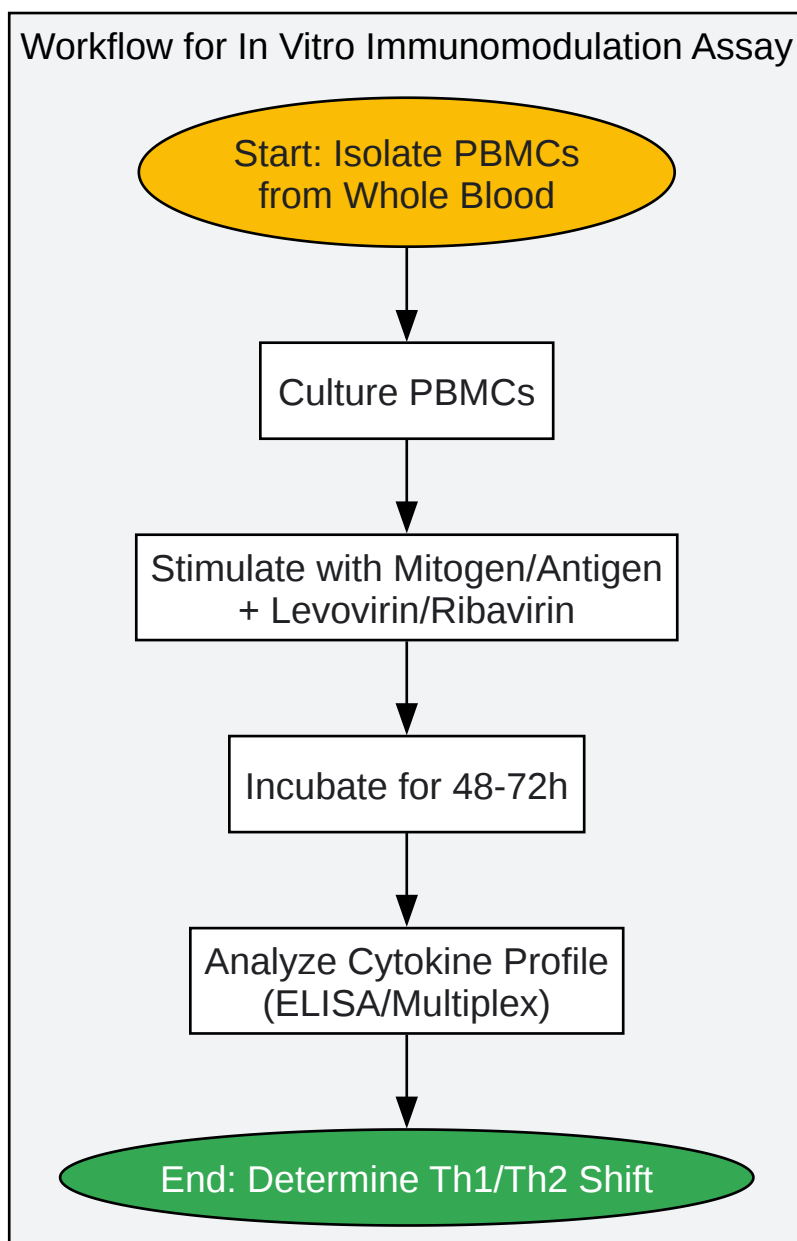 Workflow for In Vitro Immunomodulation Assay
Start: Isolate PBMCs
from Whole Blood
Culture PBMCs
Stimulate with Mitogen/Antigen
+ Levovirin/Ribavirin
Incubate for 48-72h
Analyze Cytokine Profile
(ELISA/Multiplex)
End: Determine Th1/Th2 Shift